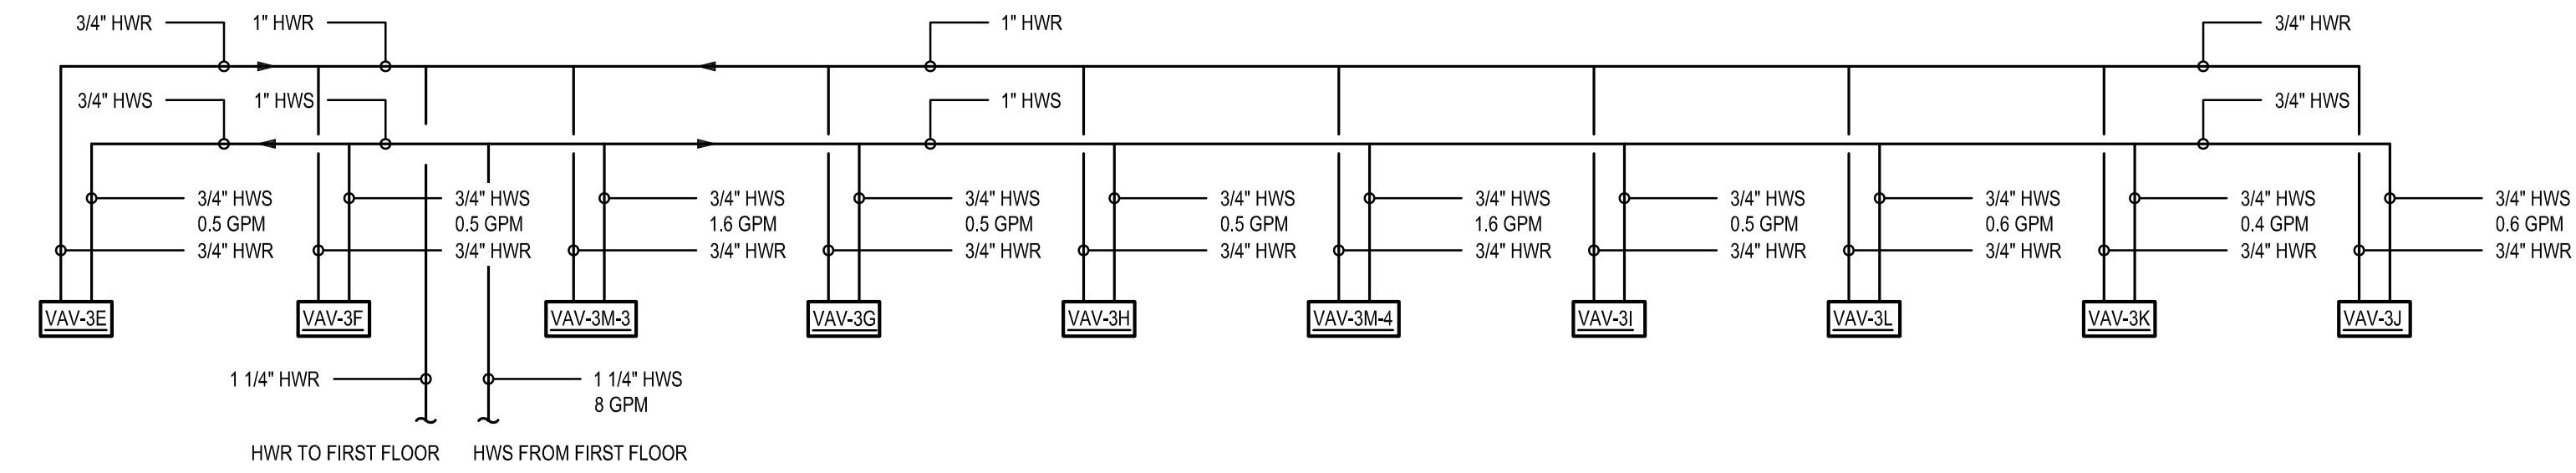 3/4" HWR
1" HWR
1" HWR
3/4" HWR
3/4" HWS
1" HWS
1" HWS
3/4" HWS
3/4" HWS
0.5 GPM
3/4" HWR
3/4" HWS
0.5 GPM
3/4" HWR
3/4" HWS
1.6 GPM
3/4" HWR
3/4" HWS
0.5 GPM
3/4" HWR
3/4" HWS
0.5 GPM
3/4" HWR
3/4" HWS
1.6 GPM
3/4" HWR
3/4" HWS
0.5 GPM
3/4" HWR
3/4" HWS
0.6 GPM
3/4" HWR
3/4" HWS
0.4 GPM
3/4" HWR
3/4" HWS
0.6 GPM
3/4" HWR
VAV-3E
VAV-3F
VAV-3M-3
VAV-3G
VAV-3H
VAV-3M-4
VAV-3I
VAV-3L
VAV-3K
VAV-3J
1 1/4" HWR
1 1/4" HWS
8 GPM
HWR TO FIRST FLOOR
HWS FROM FIRST FLOOR